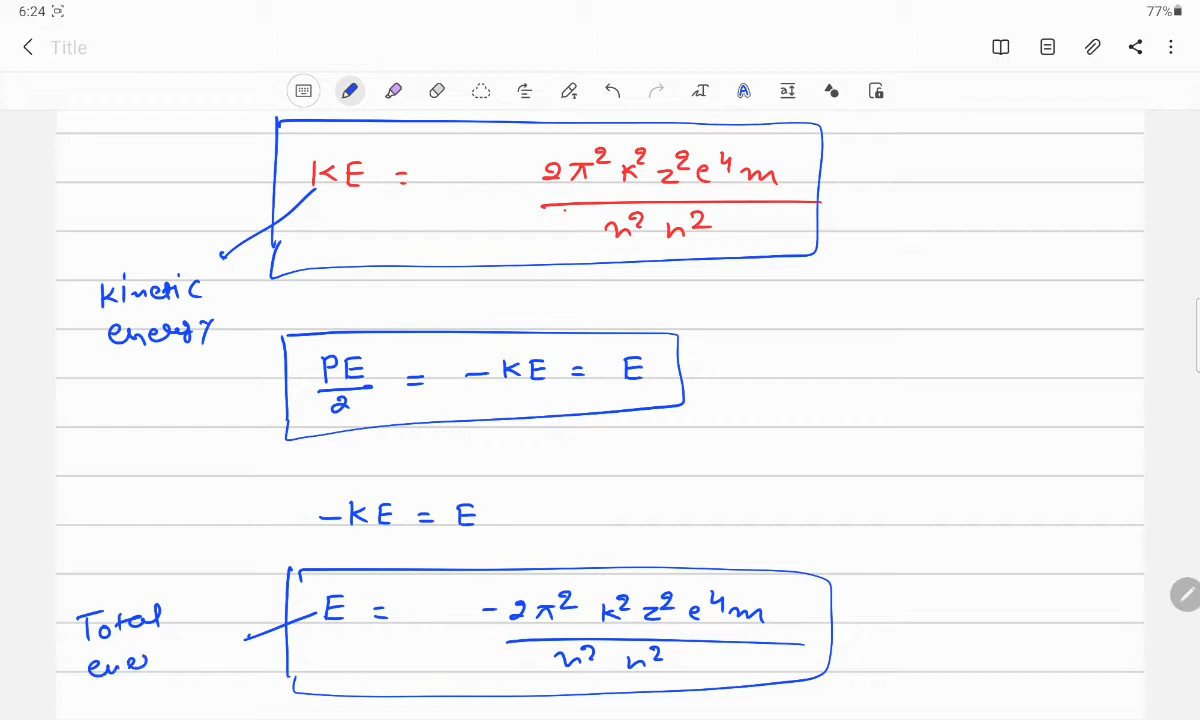 6:24 77%
Title
KE = 2π² k² z² e⁴ m
n² h²
kinetic
energy
PE/2 = -KE = E
-KE = E
E = -2π² k² z² e⁴ m
n² h²
Total
ene